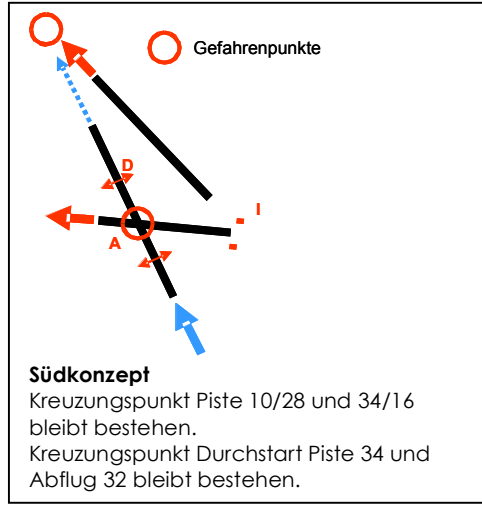 Gefahrenpunkte
D
I
A
Südkonzept
Kreuzungspunkt Piste 10/28 und 34/16
bleibt bestehen.
Kreuzungspunkt Durchstart Piste 34 und
Abflug 32 bleibt bestehen.